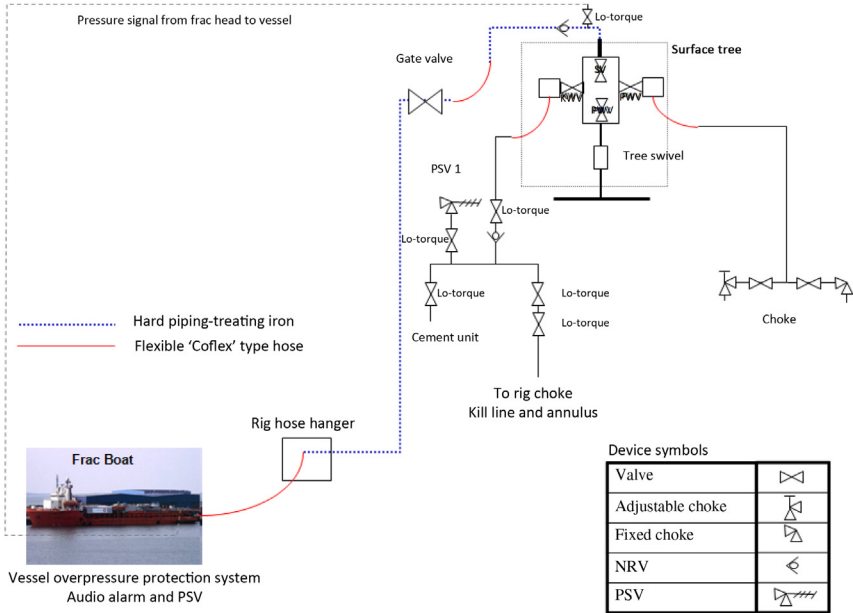 Pressure signal from frac head to vessel
Lo-torque
Gate valve
Surface tree
SV
KWV
PWV
Tree swivel
PSV 1
Lo-torque
Lo-torque
Lo-torque
Lo-torque
Lo-torque
Cement unit
Choke
Hard piping-treating iron
Flexible ‘Coflex’ type hose
To rig choke
Kill line and annulus
Rig hose hanger
Frac Boat
Vessel overpressure protection system
Audio alarm and PSV
Device symbols
Valve
Adjustable choke
Fixed choke
NRV
PSV